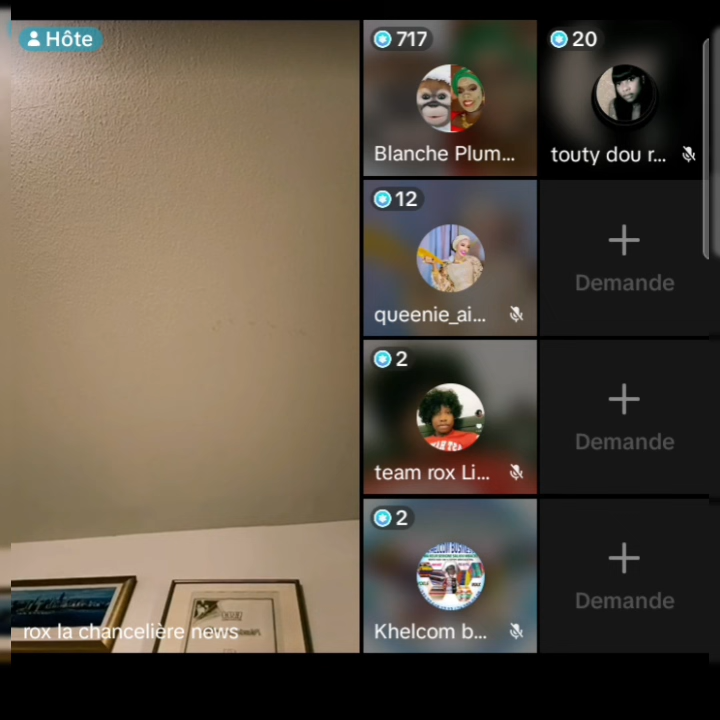 Hôte
717
20
Blanche Plum...
touty dou r...
12
Demande
queenie_ai...
2
Demande
team rox Li...
2
Demande
rox la chancelière news
Khelcom b...